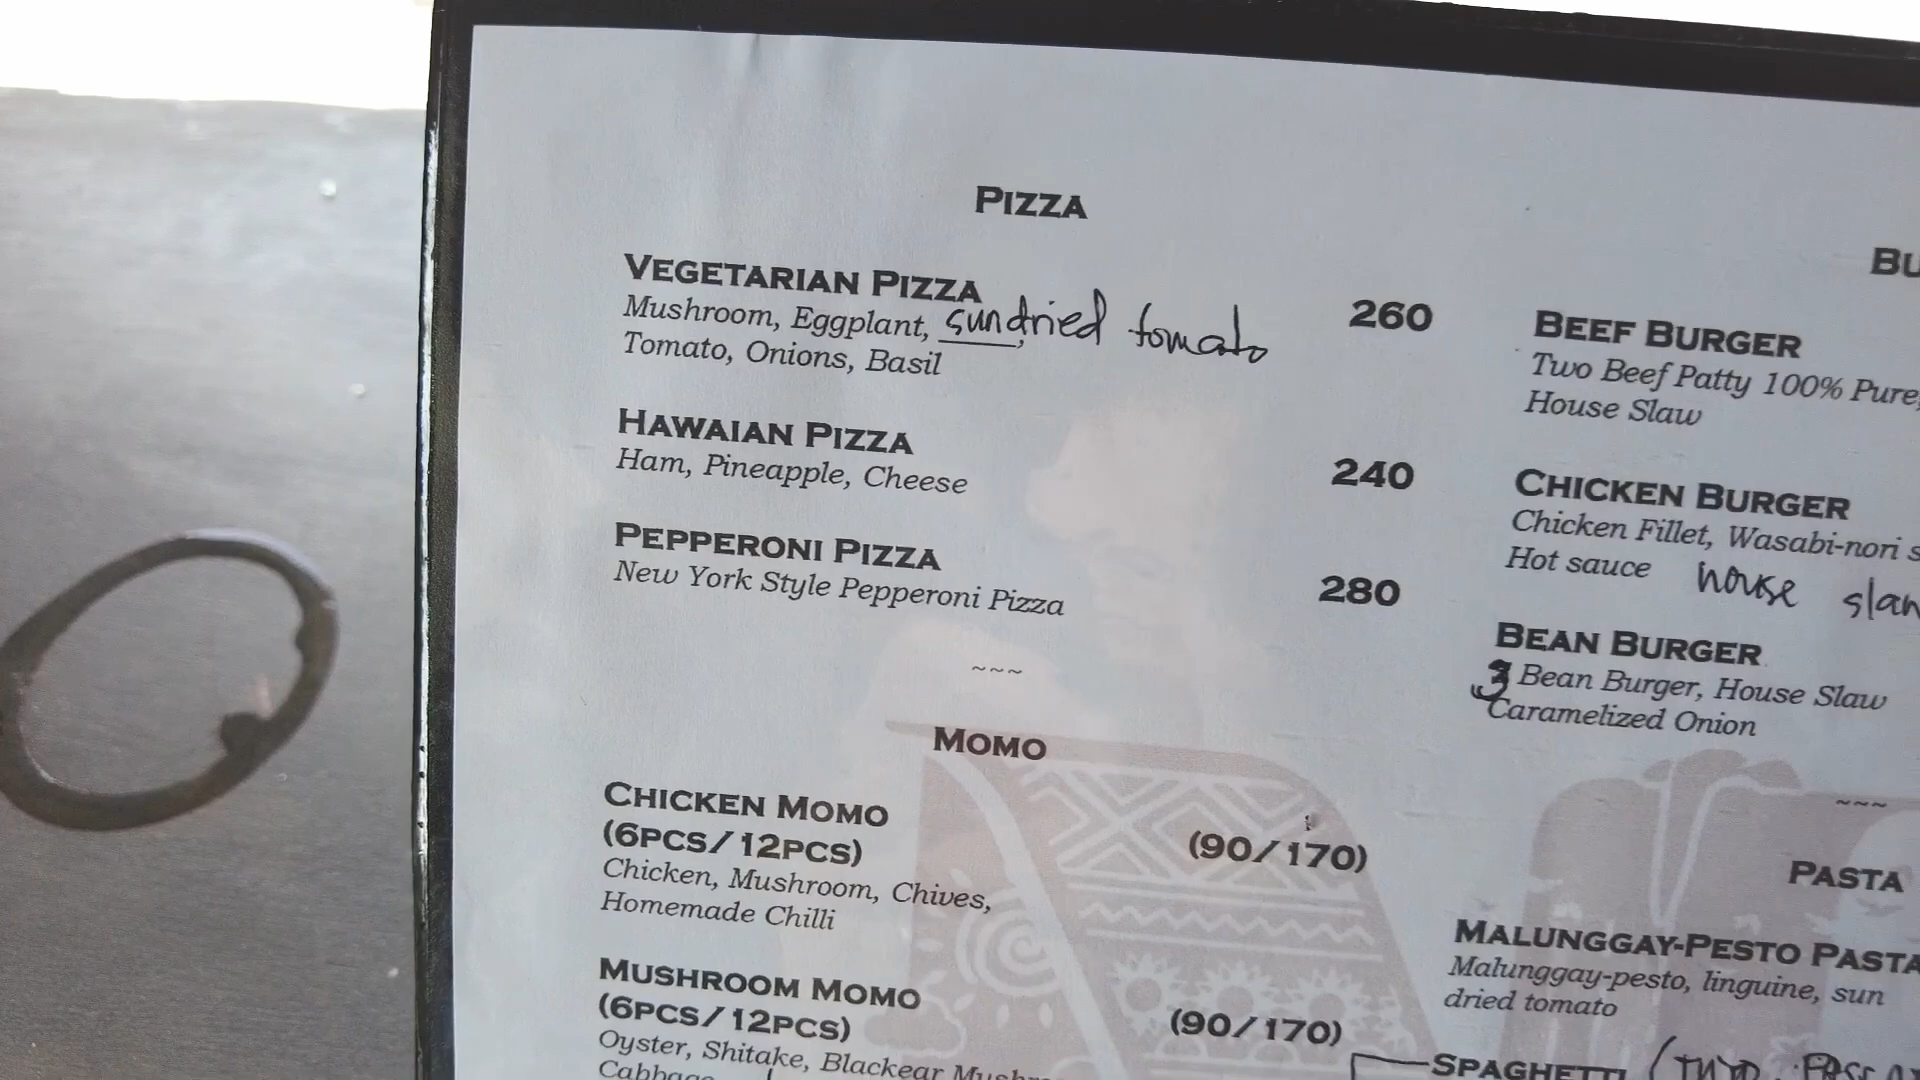 PIZZA
VEGETARIAN PIZZA
Mushroom, Eggplant, sundried tomato
Tomato, Onions, Basil
260
HAWAIAN PIZZA
Ham, Pineapple, Cheese
240
PEPPERONI PIZZA
New York Style Pepperoni Pizza
280
~~~
MOMO
CHICKEN MOMO
(6PCS/12PCS)
(90/170)
Chicken, Mushroom, Chives,
Homemade Chilli
MUSHROOM MOMO
(6PCS/12PCS)
(90/170)
Oyster, Shitake, Blackear
Cabbage
BEEF BURGER
Two Beef Patty 100% Pure,
House Slaw
CHICKEN BURGER
Chicken Fillet, Wasabi-nori
Hot sauce house
BEAN BURGER
3 Bean Burger, House Slaw
Caramelized Onion
~~~
PASTA
MALUNGGAY-PESTO PASTA
Malunggay-pesto, linguine, sun
dried tomato
SPAGHETTI